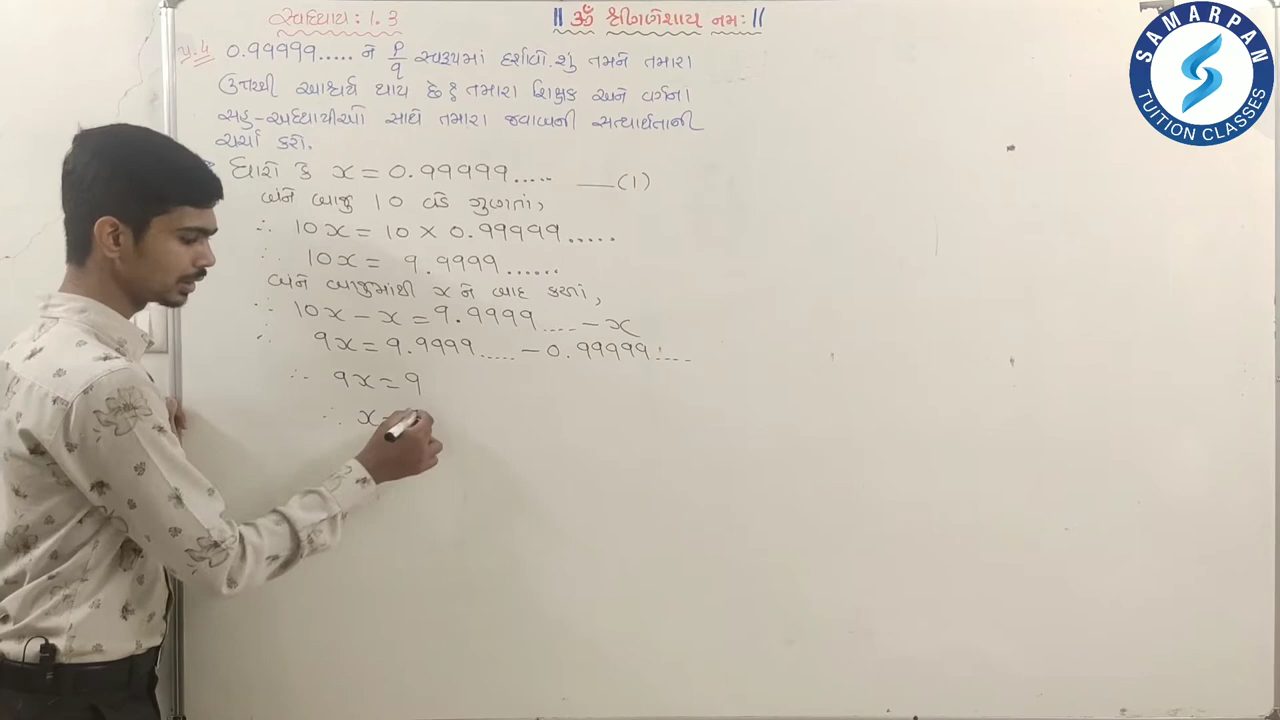 સ્વાધ્યાય : 1.3
|| ૐ શ્રી ગણેશાય નમઃ ||
પ્ર.4 0.99999..... ને p/q સ્વરૂપમાં દર્શાવો. શું તમને તમારા
ઉત્તરથી આશ્ચર્ય થાય છે? તમારા શિક્ષક અને વર્ગના
સહ-અધ્યાયીઓ સાથે તમારા જવાબની સત્યાર્થતાની
ચર્ચા કરો.
ધારો કે x = 0.99999..... —(1)
બંને બાજુ 10 વડે ગુણતાં,
∴ 10x = 10 × 0.99999.....
∴ 10x = 9.9999......
બંને બાજુમાંથી x ને બાદ કરતાં,
∴ 10x - x = 9.9999.... - x
∴ 9x = 9.9999..... - 0.99999.....
∴ 9x = 9
∴ x =
SAMARPAN
TUITION CLASSES